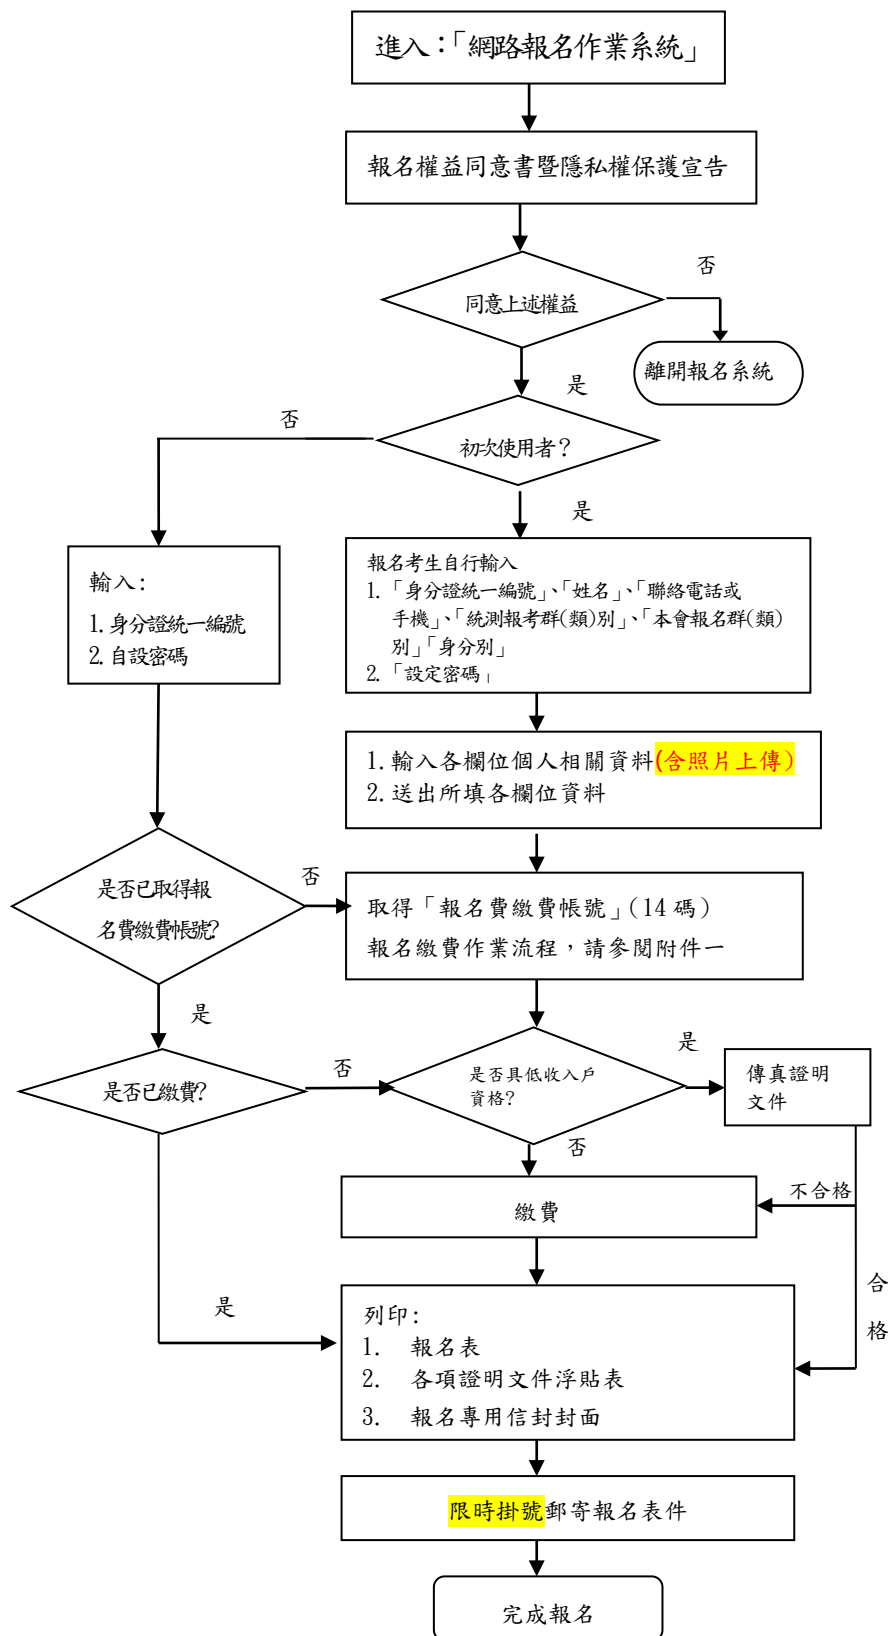 進入：「網路報名作業系統」
報名權益同意書暨隱私權保護宣告
否
同意上述權益
離開報名系統
是
否
初次使用者？
是
輸入：
1.身分證統一編號
2.自設密碼
報名考生自行輸入
1.「身分證統一編號」、「姓名」、「聯絡電話或
手機」、「統測報考群(類)別」、「本會報名群(類)
別」「身分別」
2.「設定密碼」
1.輸入各欄位個人相關資料(含照片上傳)
2.送出所填各欄位資料
是否已取得報
名費繳費帳號?
否
取得「報名費繳費帳號」(14 碼)
報名繳費作業流程，請參閱附件一
是
是否已繳費?
否
是否具低收入戶
資格?
是
傳真證明
文件
否
繳費
不合格
合
格
是
列印：
1. 報名表
2. 各項證明文件浮貼表
3. 報名專用信封封面
限時掛號郵寄報名表件
完成報名